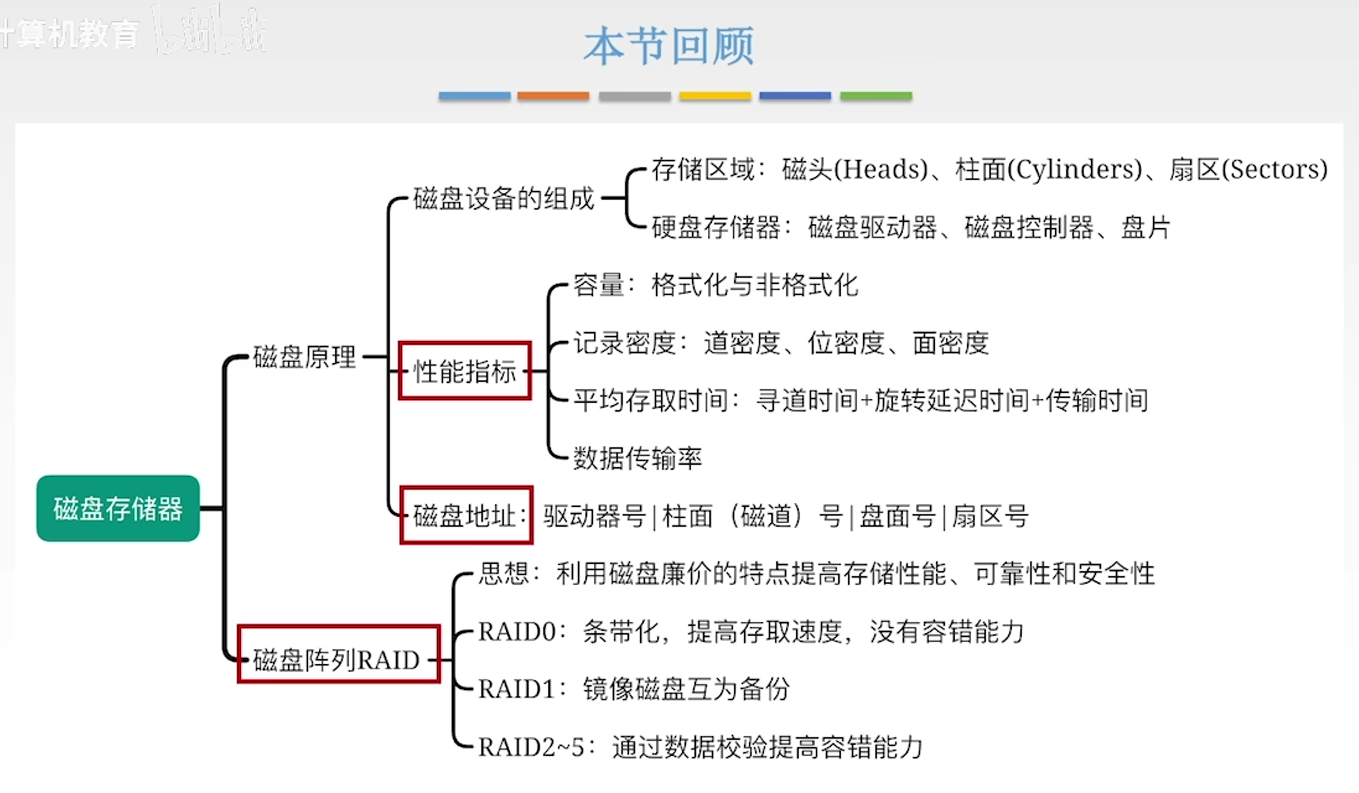 计算机教育 bilibili
本节回顾
磁盘存储器
磁盘原理
磁盘设备的组成
存储区域：磁头(Heads)、柱面(Cylinders)、扇区(Sectors)
硬盘存储器：磁盘驱动器、磁盘控制器、盘片
性能指标
容量：格式化与非格式化
记录密度：道密度、位密度、面密度
平均存取时间：寻道时间+旋转延迟时间+传输时间
数据传输率
磁盘地址：驱动器号|柱面（磁道）号|盘面号|扇区号
磁盘阵列RAID
思想：利用磁盘廉价的特点提高存储性能、可靠性和安全性
RAID0：条带化，提高存取速度，没有容错能力
RAID1：镜像磁盘互为备份
RAID2~5：通过数据校验提高容错能力